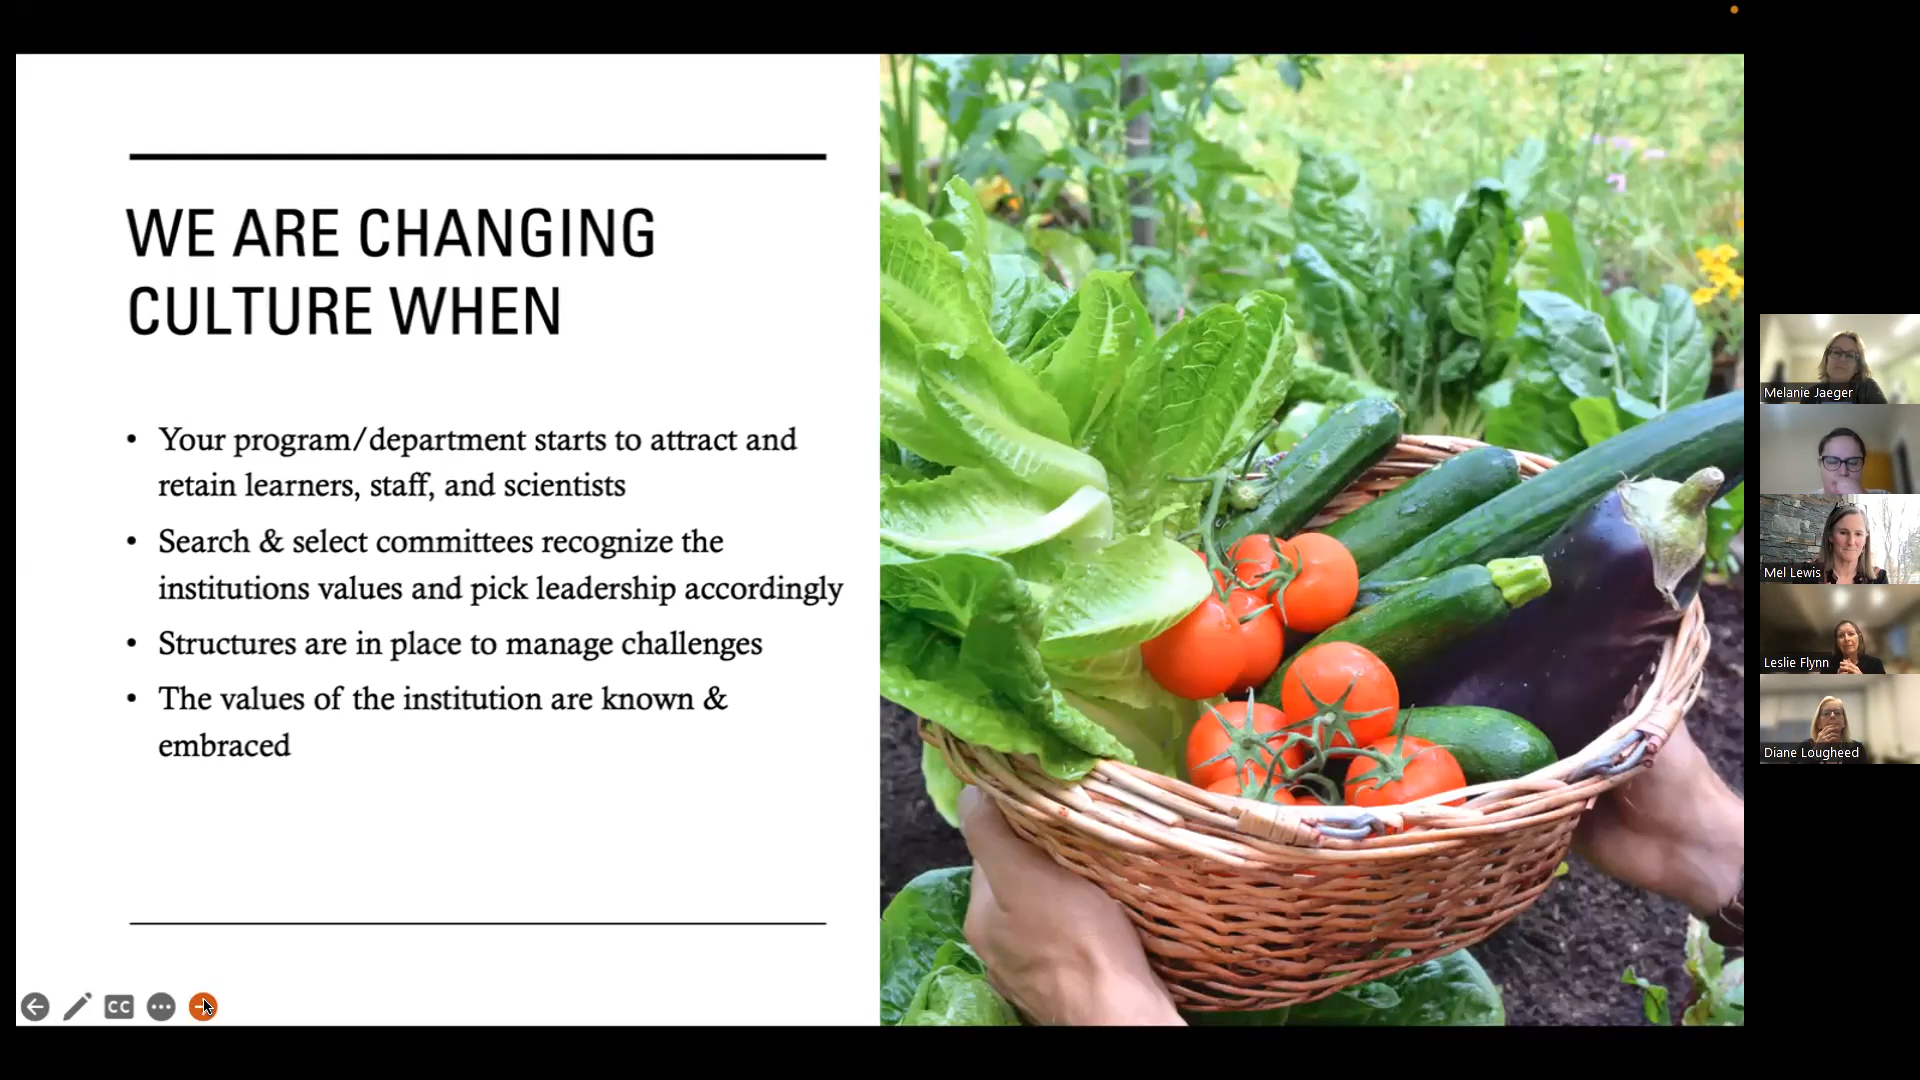 WE ARE CHANGING
CULTURE WHEN
• Your program/department starts to attract and
retain learners, staff, and scientists
• Search & select committees recognize the
institutions values and pick leadership accordingly
• Structures are in place to manage challenges
• The values of the institution are known &
embraced
CC
Melanie Jaeger
Mel Lewis
Leslie Flynn
Diane Lougheed